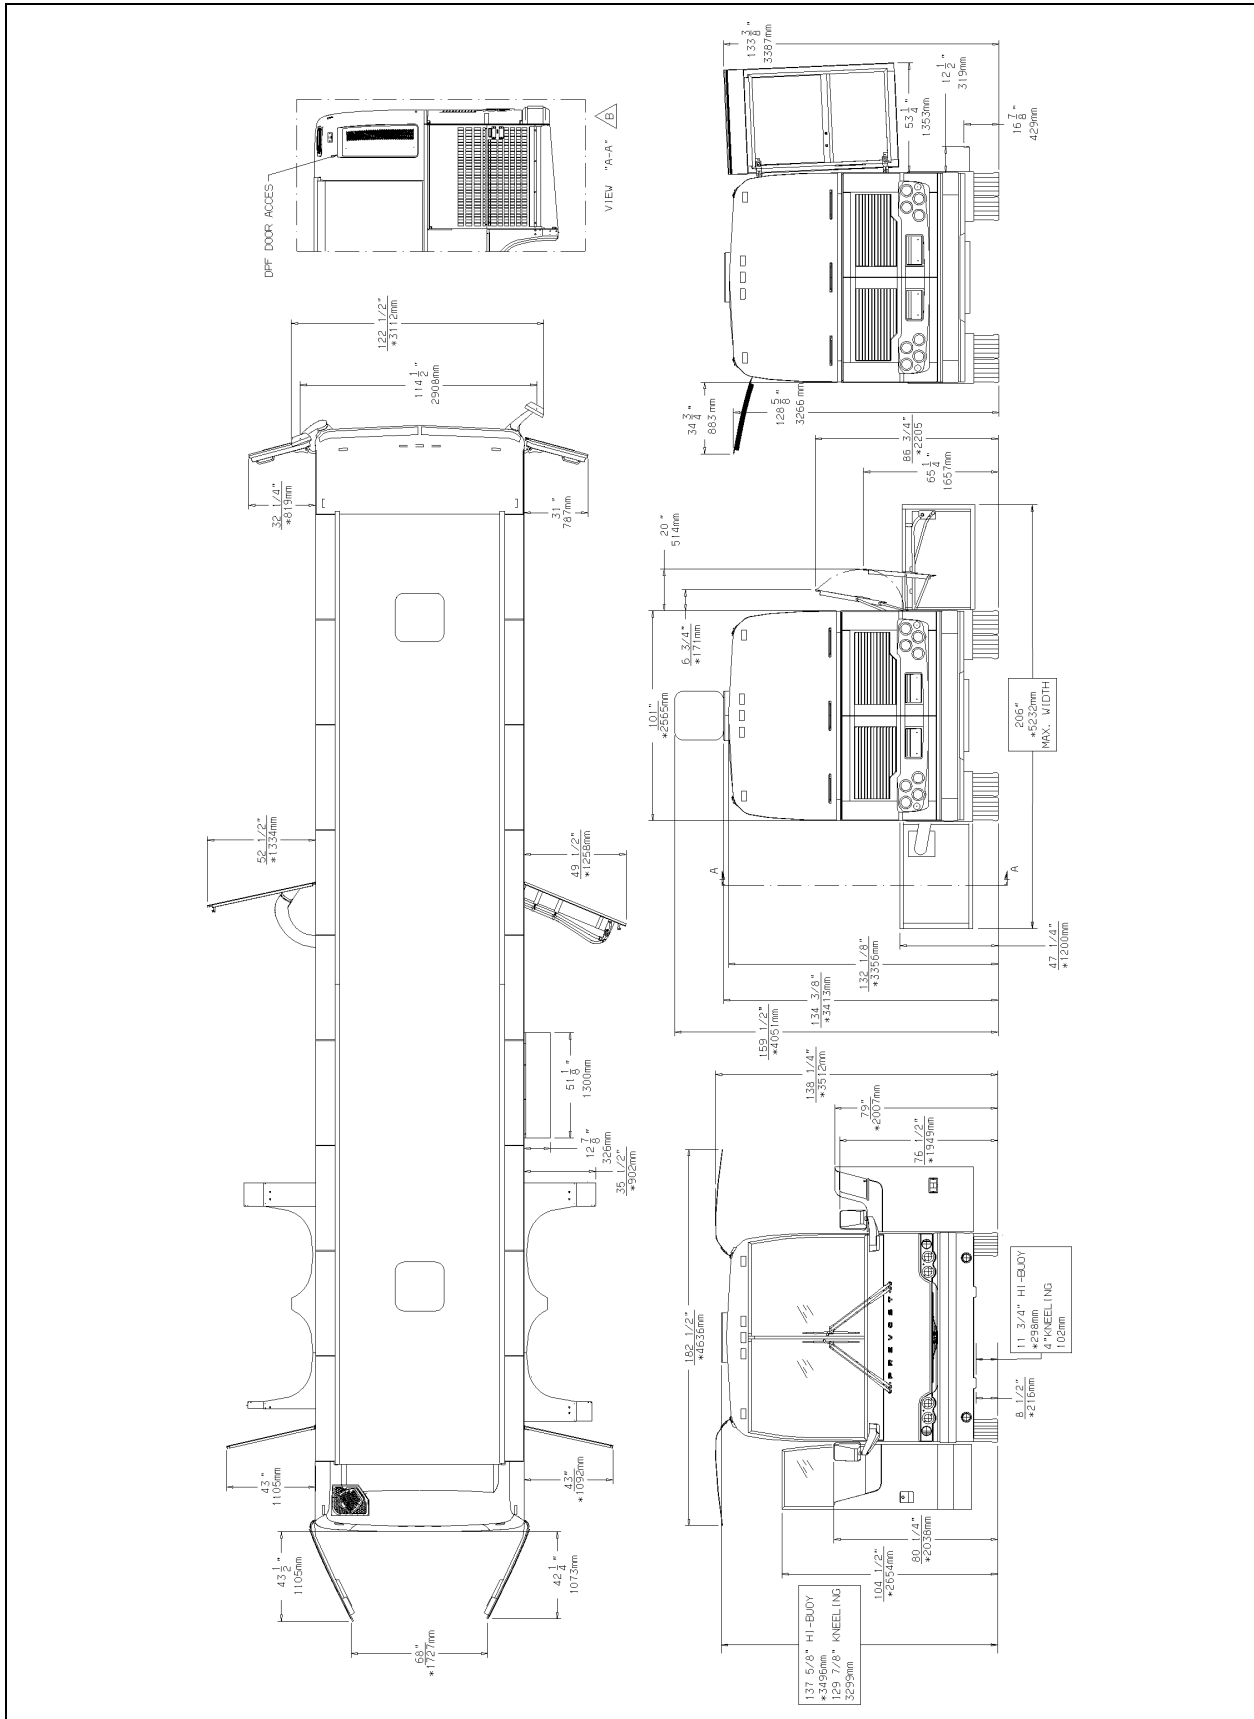 DPF DOOR ACCES
VIEW "A-A"
B
122 1/2"
*3112mm
114 1/2"
2908mm
32 1/4"
*819mm
31"
787mm
52 1/2"
*1334mm
49 1/2"
*1258mm
51 1/8"
1300mm
12 7/8"
326mm
35 1/2"
*902mm
43"
1105mm
43"
*1092mm
43 1/2"
1105mm
42 1/4"
1073mm
68"
*1727mm
133 3/8"
3387mm
53 1/4"
1353mm
12 1/2"
319mm
16 7/8"
429mm
34 3/4"
883mm
128 5/8"
3266mm
86 3/4"
*2205
65 1/4"
1657mm
20"
514mm
6 3/4"
*171mm
101"
*2565mm
206"
*5232mm
MAX. WIDTH
A
A
47 1/4"
*1200mm
132 1/8"
*3356mm
134 3/8"
*3413mm
159 1/2"
*4051mm
138 1/4"
*3512mm
79"
*2007mm
76 1/2"
*1949mm
182 1/2"
*4636mm
PREVOST
11 3/4" HI-BUOY
*298mm
4"KNEELING
102mm
8 1/2"
*216mm
80 1/4"
*2038mm
104 1/2"
*2654mm
137 5/8" HI-BUOY
*3496mm
129 7/8" KNEELING
3299mm